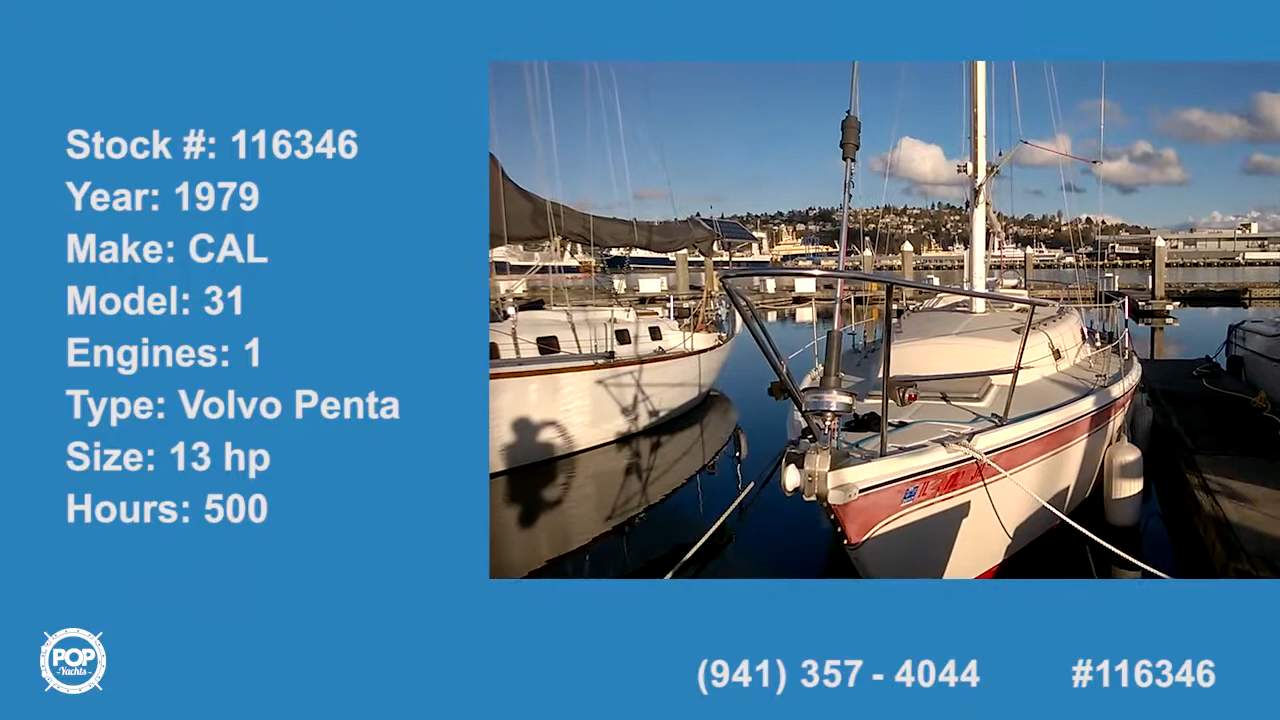 Stock #: 116346
Year: 1979
Make: CAL
Model: 31
Engines: 1
Type: Volvo Penta
Size: 13 hp
Hours: 500
POP
Yachts
(941) 357 - 4044
#116346